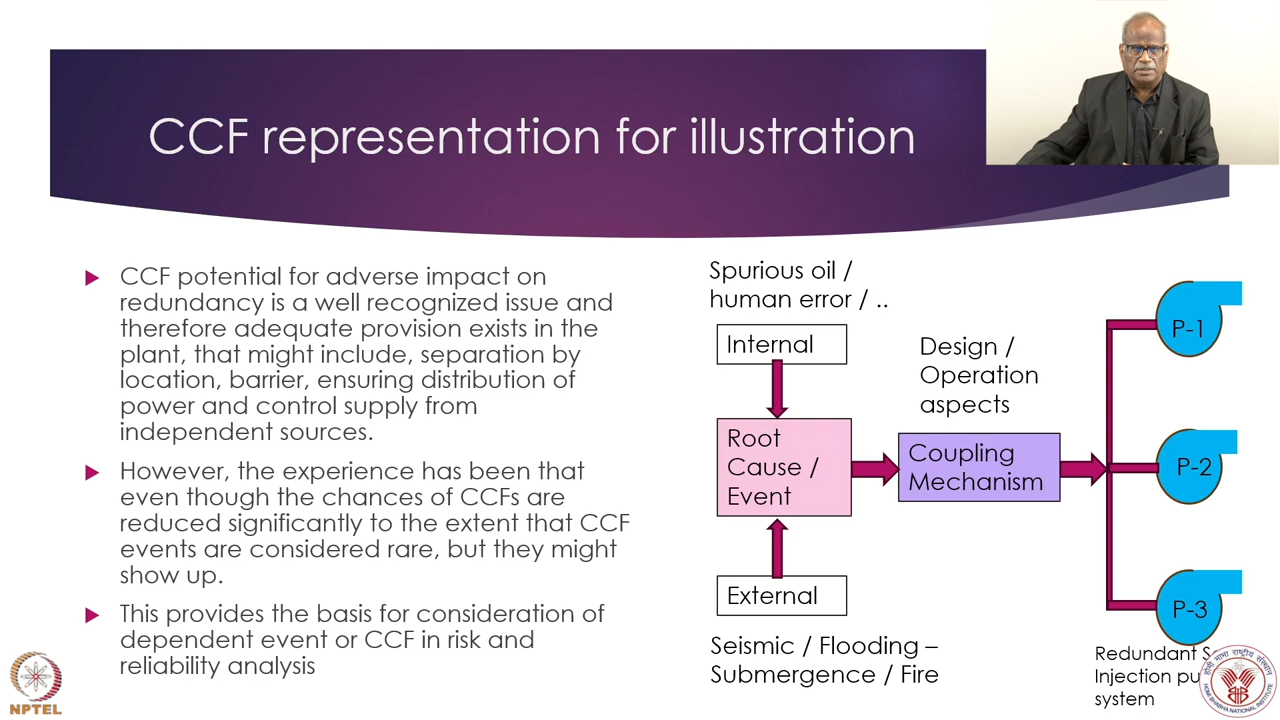 CCF representation for illustration
CCF potential for adverse impact on
redundancy is a well recognized issue and
therefore adequate provision exists in the
plant, that might include, separation by
location, barrier, ensuring distribution of
power and control supply from
independent sources.
However, the experience has been that
even though the chances of CCFs are
reduced significantly to the extent that CCF
events are considered rare, but they might
show up.
This provides the basis for consideration of
dependent event or CCF in risk and
reliability analysis
Spurious oil /
human error / ..
Internal
Root
Cause /
Event
External
Seismic / Flooding –
Submergence / Fire
Design /
Operation
aspects
Coupling
Mechanism
P-1
P-2
P-3
Redundant
Injection
system
NPTEL
होमी भाभा राष्ट्रीय संस्थान
HOMI BHABHA NATIONAL INSTITUTE